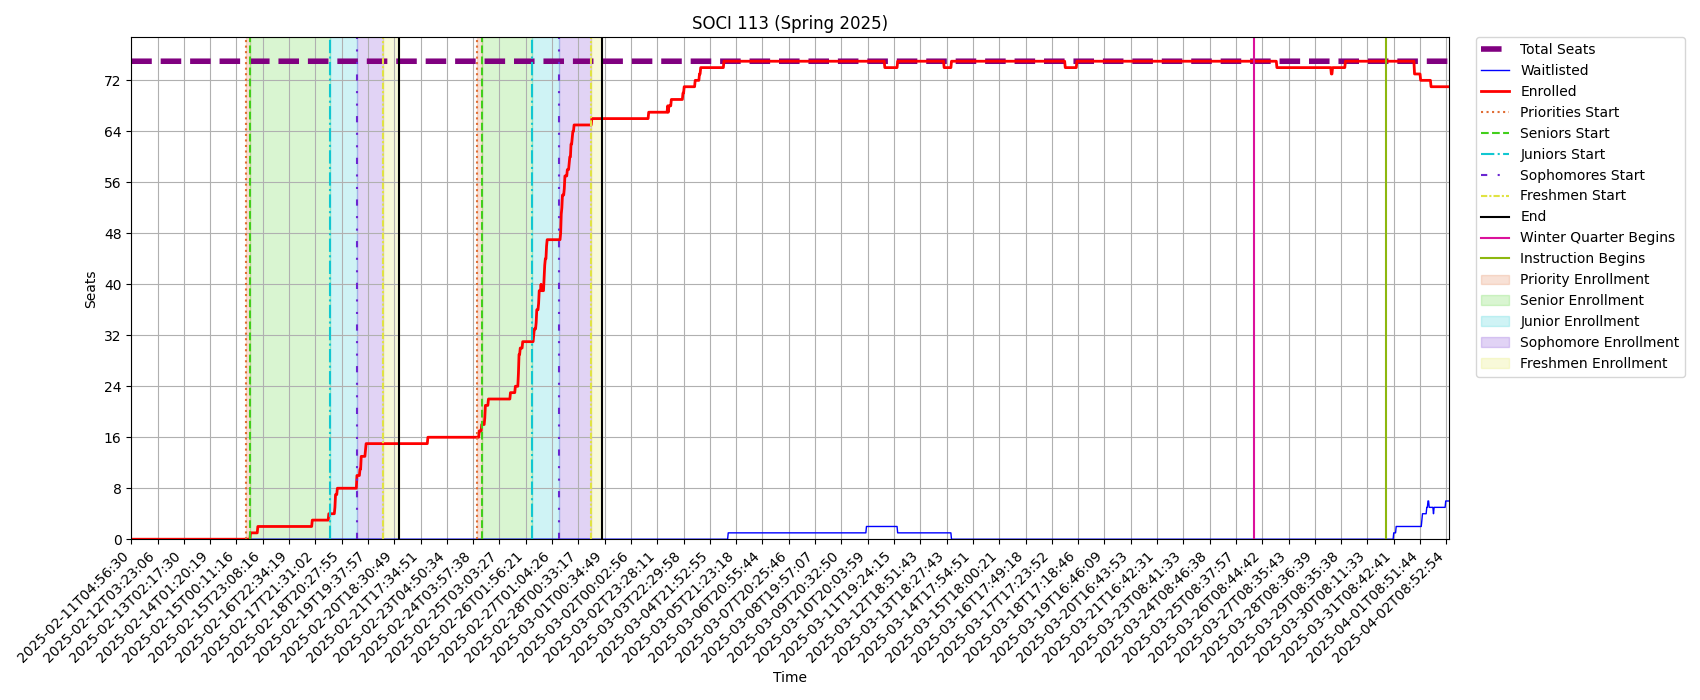 SOCI 113 (Spring 2025)
Seats
72
64
56
48
40
32
24
16
8
0
2025-02-11T04:56:30
2025-02-12T03:23:06
2025-02-13T02:17:30
2025-02-14T01:20:19
2025-02-15T00:11:16
2025-02-15T23:08:16
2025-02-16T22:34:19
2025-02-17T21:31:02
2025-02-18T20:27:55
2025-02-19T19:37:57
2025-02-20T18:30:49
2025-02-21T17:34:51
2025-02-23T04:50:34
2025-02-24T03:57:38
2025-02-25T03:03:27
2025-02-26T01:56:21
2025-02-27T01:04:26
2025-02-28T00:33:17
2025-03-01T00:34:49
2025-03-02T00:02:56
2025-03-02T23:28:11
2025-03-03T22:29:58
2025-03-04T21:52:55
2025-03-05T21:23:18
2025-03-06T20:55:44
2025-03-07T20:25:46
2025-03-08T19:57:07
2025-03-09T20:32:50
2025-03-10T20:03:59
2025-03-11T19:24:15
2025-03-12T18:51:43
2025-03-13T18:27:43
2025-03-14T17:54:51
2025-03-15T18:00:21
2025-03-16T17:49:18
2025-03-17T17:23:52
2025-03-18T17:18:46
2025-03-19T16:46:09
2025-03-20T16:43:53
2025-03-21T16:42:31
2025-03-23T08:41:33
2025-03-24T08:46:38
2025-03-25T08:37:57
2025-03-26T08:44:42
2025-03-27T08:35:43
2025-03-28T08:36:39
2025-03-29T08:35:38
2025-03-30T08:11:33
2025-03-31T08:42:41
2025-04-01T08:51:44
2025-04-02T08:52:54
Time
Total Seats
Waitlisted
Enrolled
Priorities Start
Seniors Start
Juniors Start
Sophomores Start
Freshmen Start
End
Winter Quarter Begins
Instruction Begins
Priority Enrollment
Senior Enrollment
Junior Enrollment
Sophomore Enrollment
Freshmen Enrollment